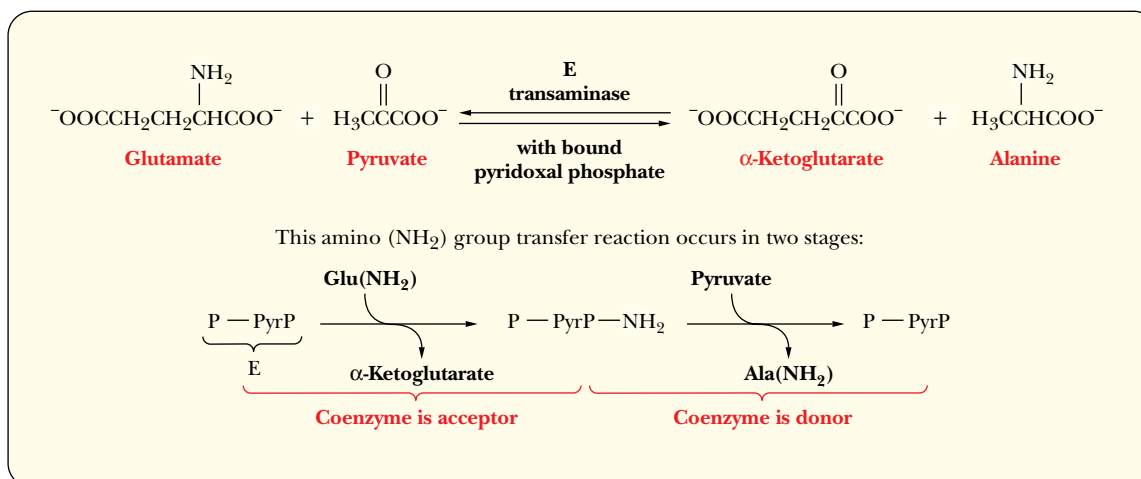 NH₂ O E O NH₂
transaminase
⁻OOCCH₂CH₂CHCOO⁻ + H₃CCCOO⁻ ⁻OOCCH₂CH₂CCOO⁻ + H₃CCHCOO⁻
Glutamate Pyruvate with bound α-Ketoglutarate Alanine
pyridoxal phosphate
This amino (NH₂) group transfer reaction occurs in two stages:
Glu(NH₂) Pyruvate
P — PyrP P — PyrP — NH₂ P — PyrP
E α-Ketoglutarate Ala(NH₂)
Coenzyme is acceptor Coenzyme is donor